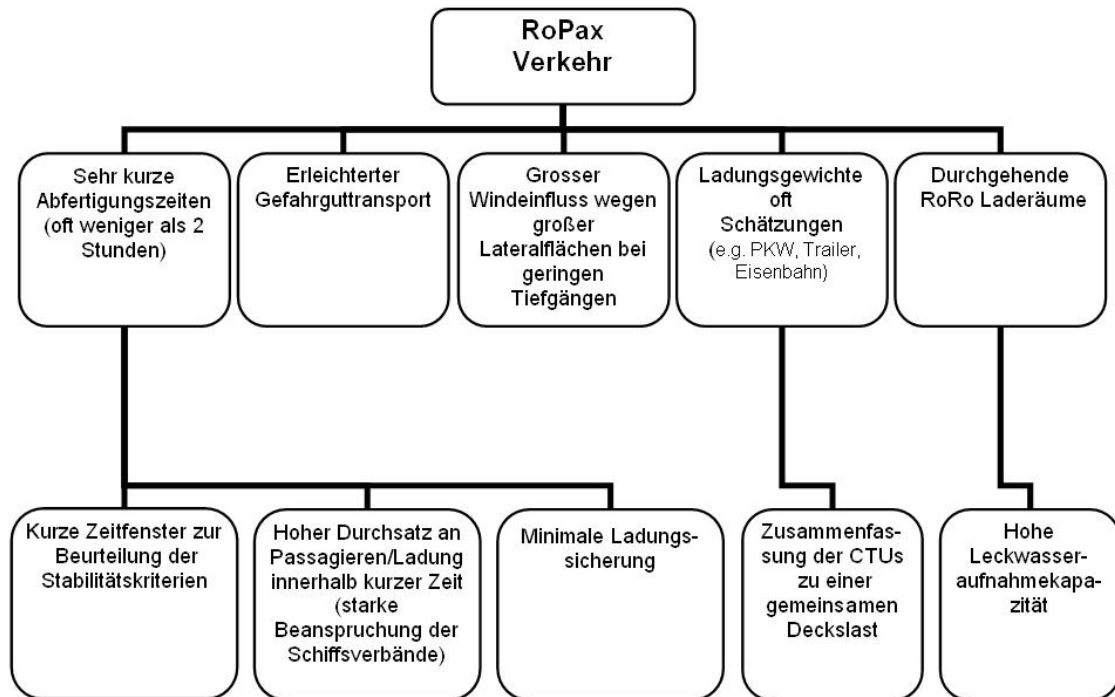 RoPax
Verkehr
Sehr kurze
Abfertigungszeiten
(oft weniger als 2
Stunden)
Erleichterter
Gefahrguttransport
Grosser
Windeinfluss wegen
großer
Lateralflächen bei
geringen
Tiefgängen
Ladungsgewichte
oft
Schätzungen
(e.g. PKW, Trailer,
Eisenbahn)
Durchgehende
RoRo Laderäume
Kurze Zeitfenster zur
Beurteilung der
Stabilitätskriterien
Hoher Durchsatz an
Passagieren/Ladung
innerhalb kurzer Zeit
(starke
Beanspruchung der
Schiffsverbände)
Minimale Ladungs-
sicherung
Zusammenfas-
sung der CTUs
zu einer
gemeinsamen
Deckslast
Hohe
Leckwasser-
aufnahmekapa-
zität